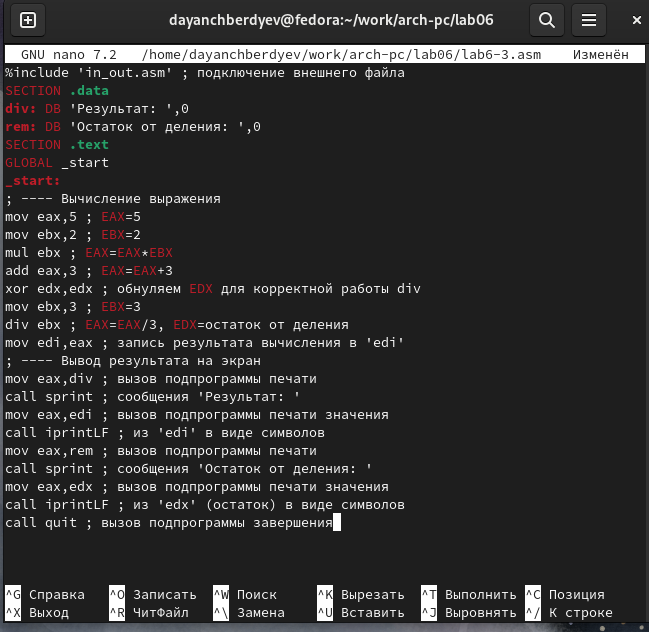 dayanchberdyev@fedora:~/work/arch-pc/lab06
GNU nano 7.2 /home/dayanchberdyev/work/arch-pc/lab06/lab6-3.asm Изменён
%include 'in_out.asm' ; подключение внешнего файла
SECTION .data
div: DB 'Результат: ',0
rem: DB 'Остаток от деления: ',0
SECTION .text
GLOBAL _start
_start:
; ---- Вычисление выражения
mov eax,5 ; EAX=5
mov ebx,2 ; EBX=2
mul ebx ; EAX=EAX*EBX
add eax,3 ; EAX=EAX+3
xor edx,edx ; обнуляем EDX для корректной работы div
mov ebx,3 ; EBX=3
div ebx ; EAX=EAX/3, EDX=остаток от деления
mov edi,eax ; запись результата вычисления в 'edi'
; ---- Вывод результата на экран
mov eax,div ; вызов подпрограммы печати
call sprint ; сообщения 'Результат: '
mov eax,edi ; вызов подпрограммы печати значения
call iprintLF ; из 'edi' в виде символов
mov eax,rem ; вызов подпрограммы печати
call sprint ; сообщения 'Остаток от деления: '
mov eax,edx ; вызов подпрограммы печати значения
call iprintLF ; из 'edx' (остаток) в виде символов
call quit ; вызов подпрограммы завершения
^G Справка ^O Записать ^W Поиск ^K Вырезать ^T Выполнить ^C Позиция
^X Выход ^R ЧитФайл ^\ Замена ^U Вставить ^J Выровнять ^/ К строке